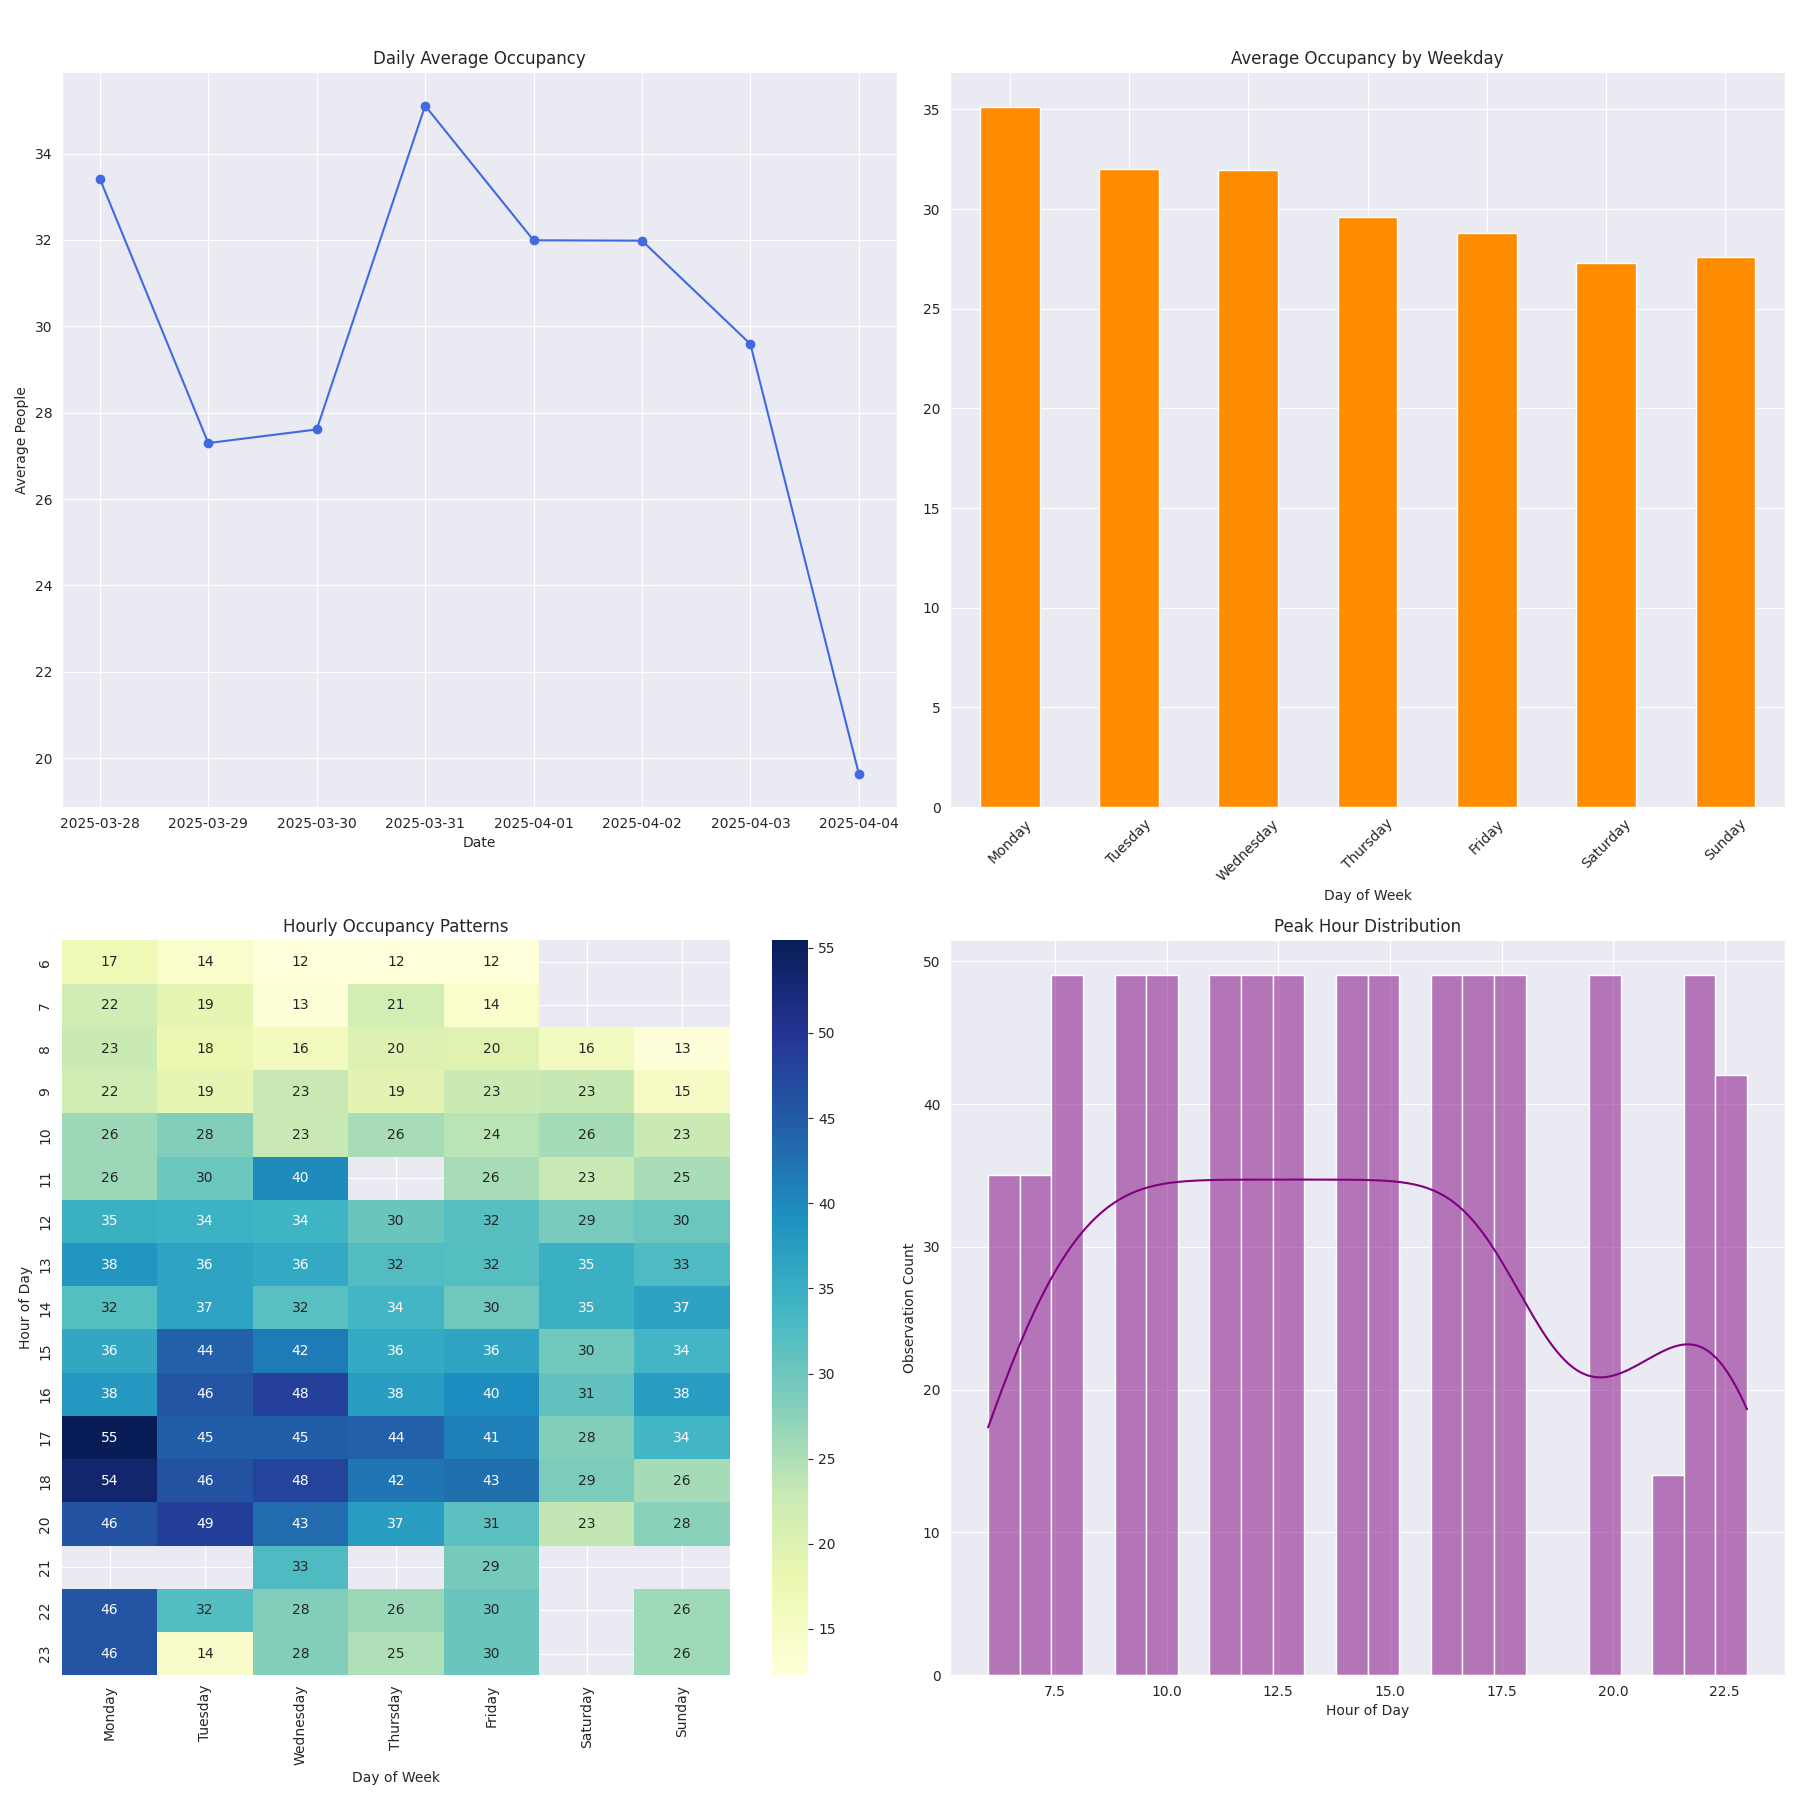 Daily Average Occupancy
Average People
34
32
30
28
26
24
22
20
2025-03-28 2025-03-29 2025-03-30 2025-03-31 2025-04-01 2025-04-02 2025-04-03 2025-04-04
Date
Average Occupancy by Weekday
35
30
25
20
15
10
5
0
Monday Tuesday Wednesday Thursday Friday Saturday Sunday
Day of Week
Hourly Occupancy Patterns
Hour of Day
6 17 14 12 12 12
7 22 19 13 21 14
8 23 18 16 20 20 16 13
9 22 19 23 19 23 23 15
10 26 28 23 26 24 26 23
11 26 30 40 26 23 25
12 35 34 34 30 32 29 30
13 38 36 36 32 32 35 33
14 32 37 32 34 30 35 37
15 36 44 42 36 36 30 34
16 38 46 48 38 40 31 38
17 55 45 45 44 41 28 34
18 54 46 48 42 43 29 26
20 46 49 43 37 31 23 28
21 33 29
22 46 32 28 26 30 26
23 46 14 28 25 30 26
Monday Tuesday Wednesday Thursday Friday Saturday Sunday
Day of Week
55
50
45
40
35
30
25
20
15
Peak Hour Distribution
Observation Count
50
40
30
20
10
0
7.5 10.0 12.5 15.0 17.5 20.0 22.5
Hour of Day